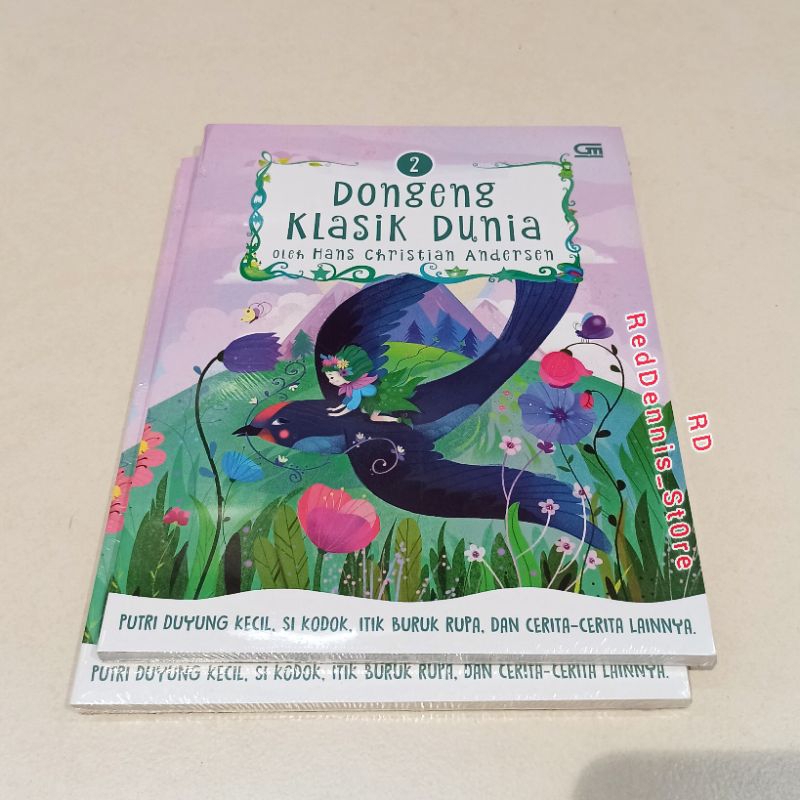 2
Dongeng
Klasik Dunia
oleh Hans Christian Andersen
PUTRI DUYUNG KECIL, SI KODOK, ITIK BURUK RUPA, DAN CERITA-CERITA LAINNYA.
PUTRI DUYUNG KECIL, SI KODOK, ITIK BURUK RUPA, DAN CERITA-CERITA LAINNYA.
RD
RedDennis_St0re